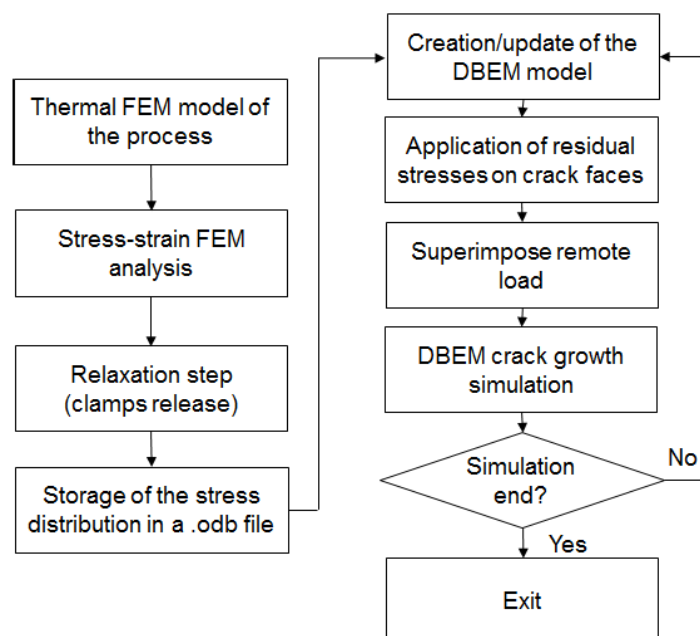 Thermal FEM model of
the process
Stress-strain FEM
analysis
Relaxation step
(clamps release)
Storage of the stress
distribution in a .odb file
Creation/update of the
DBEM model
Application of residual
stresses on crack faces
Superimpose remote
load
DBEM crack growth
simulation
Simulation
end?
No
Yes
Exit